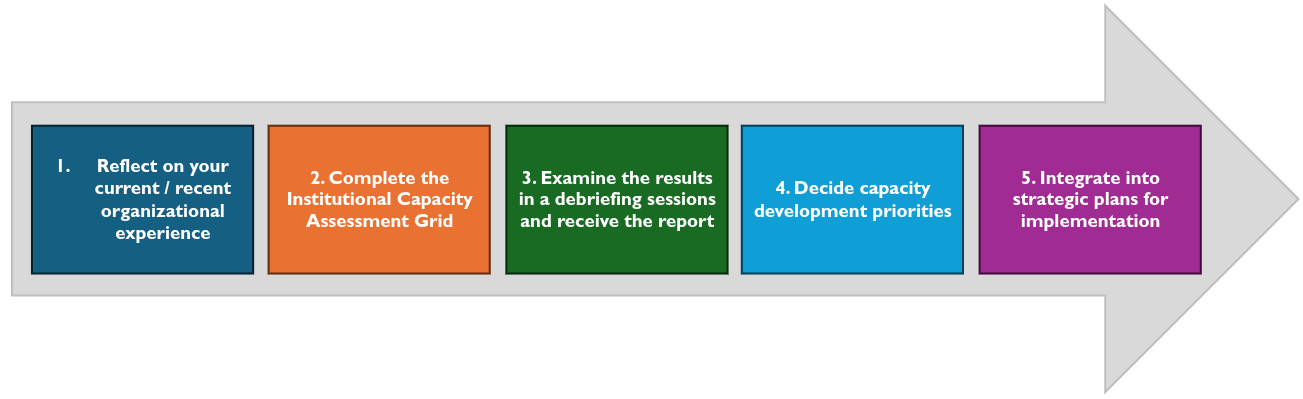 1. Reflect on your
current / recent
organizational
experience
2. Complete the
Institutional Capacity
Assessment Grid
3. Examine the results
in a debriefing sessions
and receive the report
4. Decide capacity
development priorities
5. Integrate into
strategic plans for
implementation